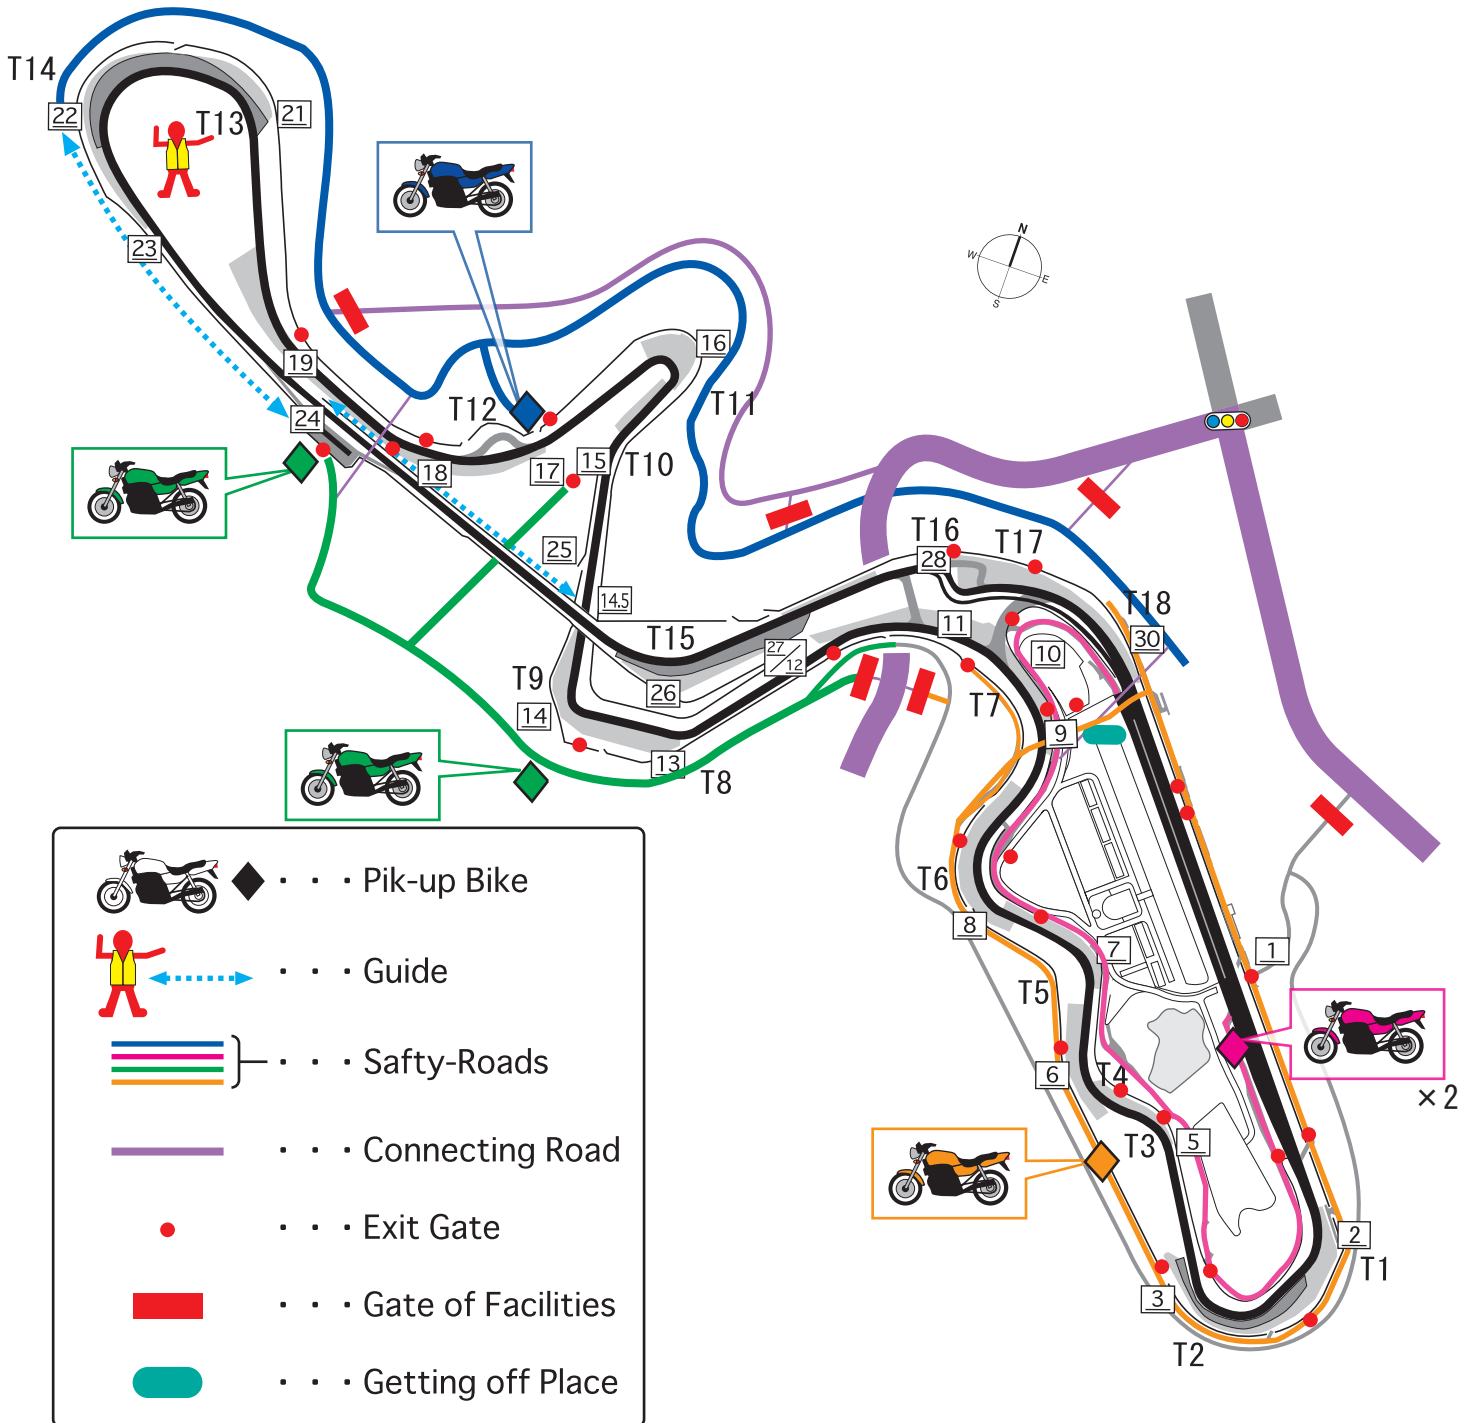 T14
22
T13
21
23
19
24
T12
16
T11
18
17
15
T10
25
14.5
N
W
E
S
T16
28
T17
T18
30
11
10
T15
27/12
26
T9
14
13
T8
T7
9
T6
8
7
T5
1
6
T4
×2
T3
5
2
T1
3
T2
・・・Pik-up Bike
・・・Guide
・・・Safty-Roads
・・・Connecting Road
・・・Exit Gate
・・・Gate of Facilities
・・・Getting off Place